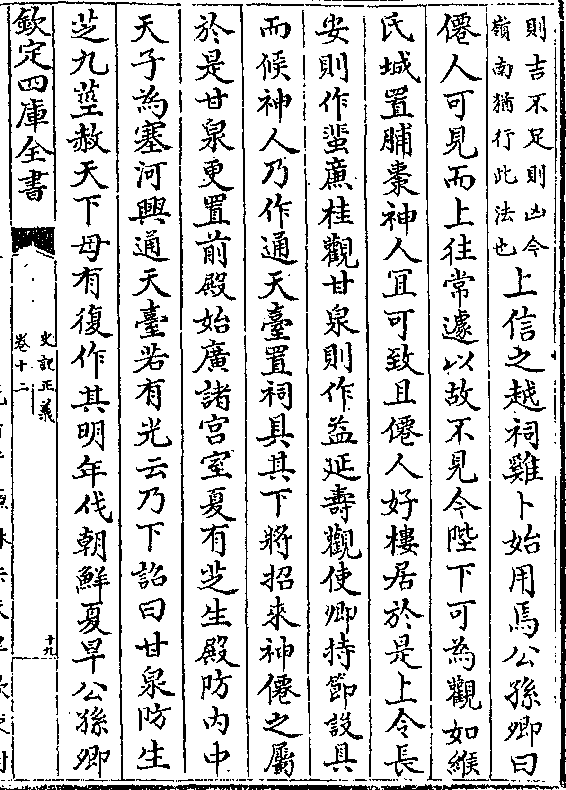 則吉不足則凶今
嶺南猶行此法也
上信之越祠雞卜始用焉公孫卿曰
僊人可見而上往常遽以故不見今陛下可為觀如緱
氏城置脯棗神人宜可致且僊人好樓居於是上令長
安則作蜚廉桂觀甘泉則作益延壽觀使卿持節設具
而候神人乃作通天臺置祠具其下將招來神僊之屬
於是甘泉更置前殿始廣諸宫室夏有芝生殿防内中
天子為塞河興通天臺若有光云乃下詔曰甘泉防生
芝九莖赦天下毋有復作其明年伐朝鮮夏旱公孫卿
欽定四庫全書
史記正義
卷十二
十九